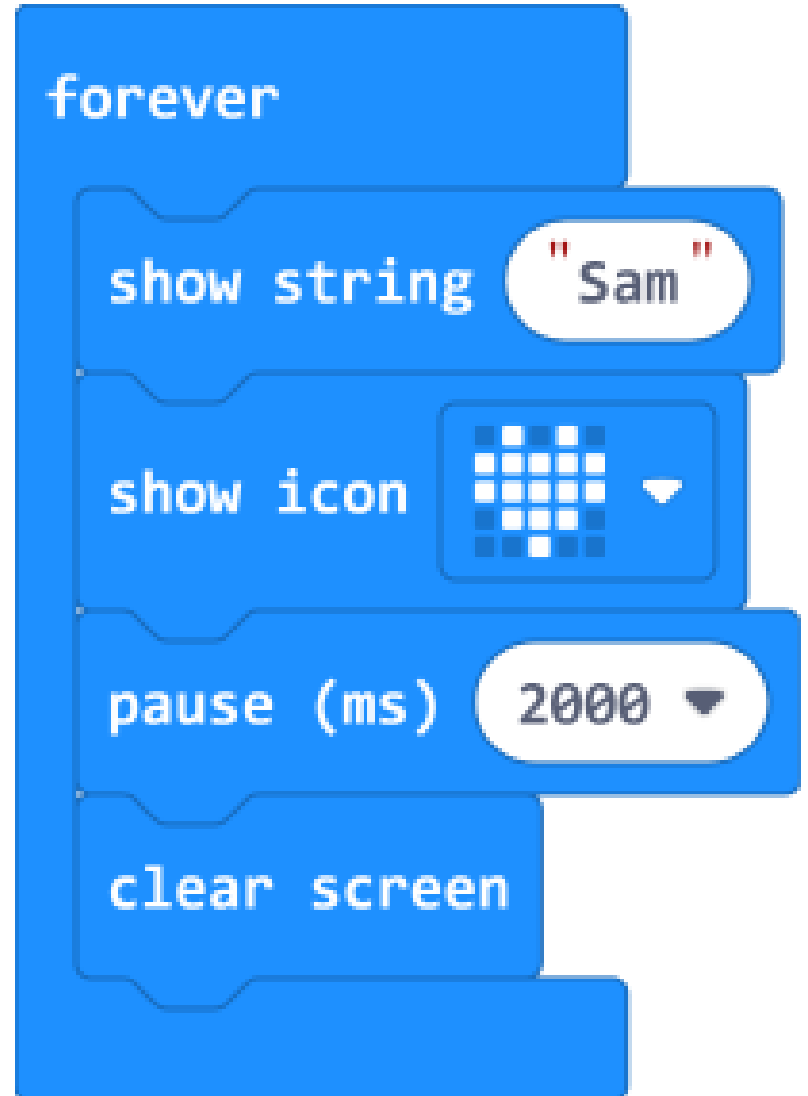 forever
show string "Sam"
show icon
pause (ms) 2000
clear screen